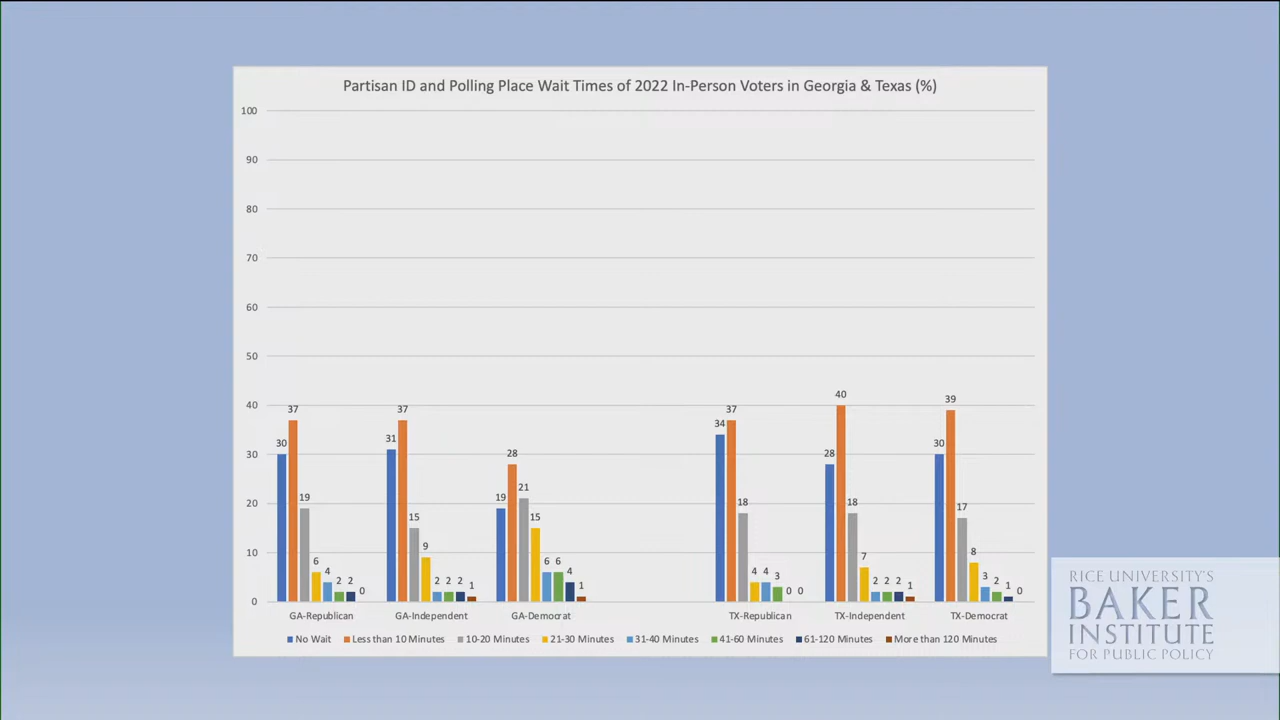 Partisan ID and Polling Place Wait Times of 2022 In-Person Voters in Georgia & Texas (%)
100
90
80
70
60
50
40
30
20
10
0
30 37 19 6 4 2 2 0
31 37 15 9 2 2 2 1
19 28 21 15 6 6 4 1
34 37 18 4 4 3 0 0
28 40 18 7 2 2 2 1
30 39 17 8 3 2 1 0
GA-Republican GA-Independent GA-Democrat TX-Republican TX-Independent TX-Democrat
No Wait Less than 10 Minutes 10-20 Minutes 21-30 Minutes 31-40 Minutes 41-60 Minutes 61-120 Minutes More than 120 Minutes
RICE UNIVERSITY'S
BAKER
INSTITUTE
FOR PUBLIC POLICY